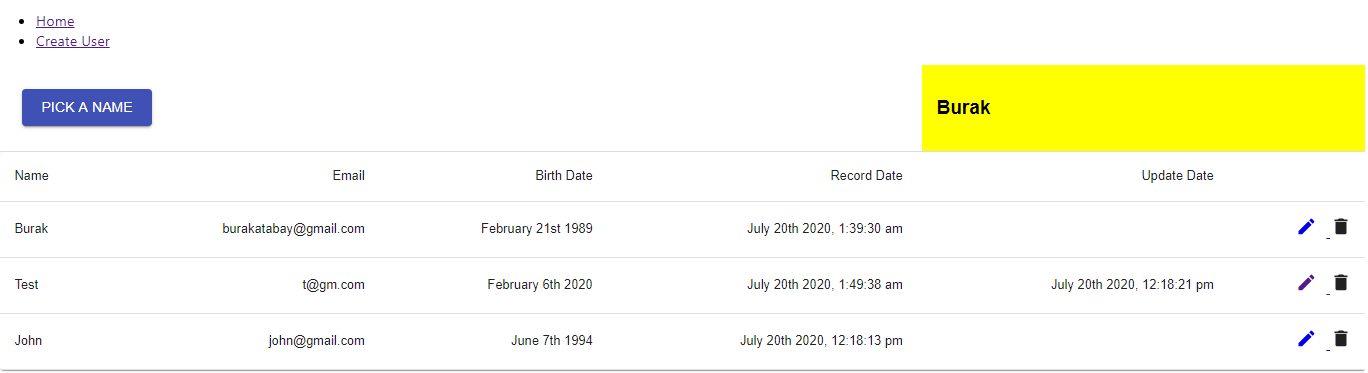 Home
Create User
PICK A NAME
Burak
Name Email Birth Date Record Date Update Date
Burak burakatabay@gmail.com February 21st 1989 July 20th 2020, 1:39:30 am
Test t@gm.com February 6th 2020 July 20th 2020, 1:49:38 am July 20th 2020, 12:18:21 pm
John john@gmail.com June 7th 1994 July 20th 2020, 12:18:13 pm